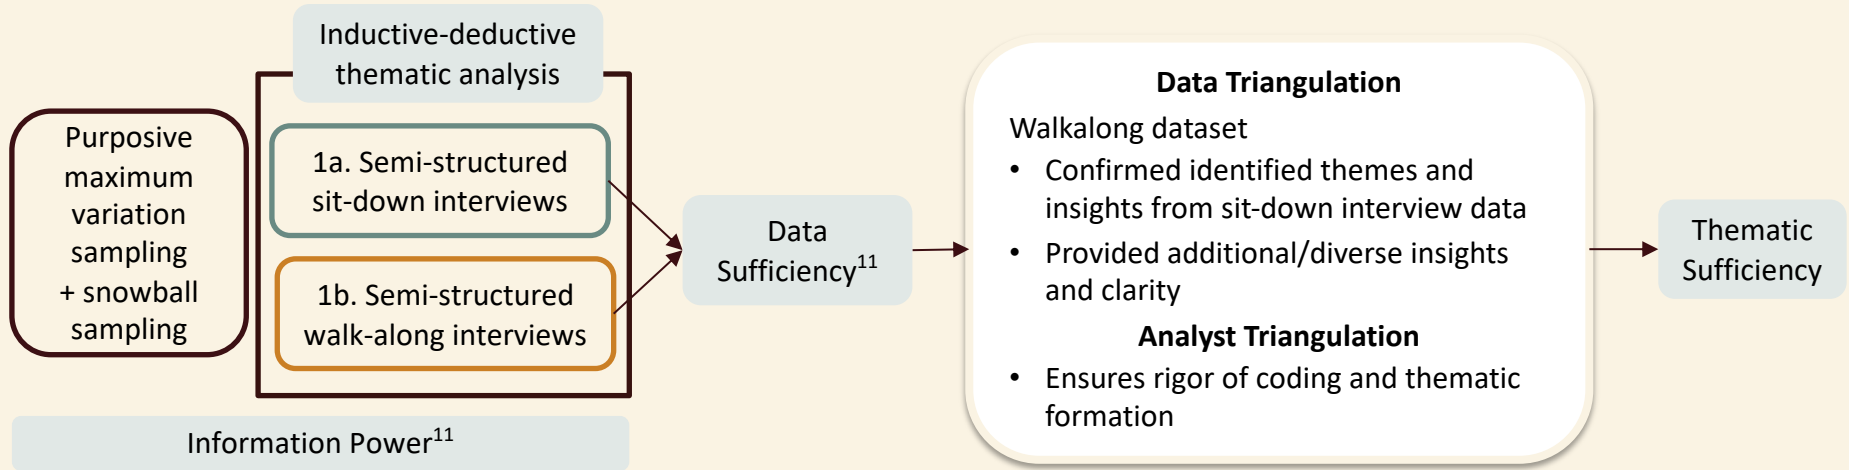 Purposive
maximum
variation
sampling
+ snowball
sampling
Inductive-deductive
thematic analysis
1a. Semi-structured
sit-down interviews
1b. Semi-structured
walk-along interviews
Information Power11
Data
Sufficiency11
Data Triangulation
Walkalong dataset
• Confirmed identified themes and
insights from sit-down interview data
• Provided additional/diverse insights
and clarity
Analyst Triangulation
• Ensures rigor of coding and thematic
formation
Thematic
Sufficiency